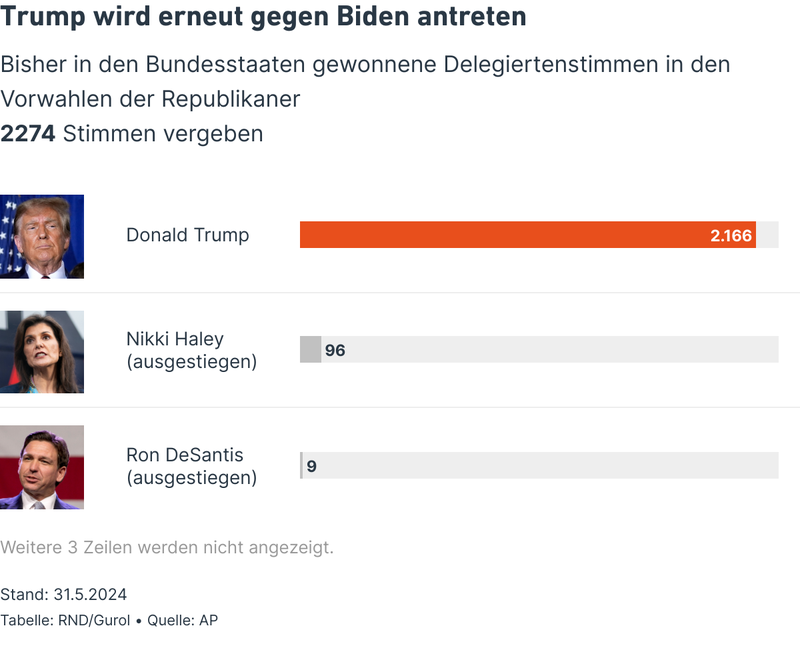 Trump wird erneut gegen Biden antreten
Bisher in den Bundesstaaten gewonnene Delegiertenstimmen in den
Vorwahlen der Republikaner
2274 Stimmen vergeben
Donald Trump
2.166
Nikki Haley
(ausgestiegen)
96
Ron DeSantis
(ausgestiegen)
9
Weitere 3 Zeilen werden nicht angezeigt.
Stand: 31.5.2024
Tabelle: RND/Gurol • Quelle: AP